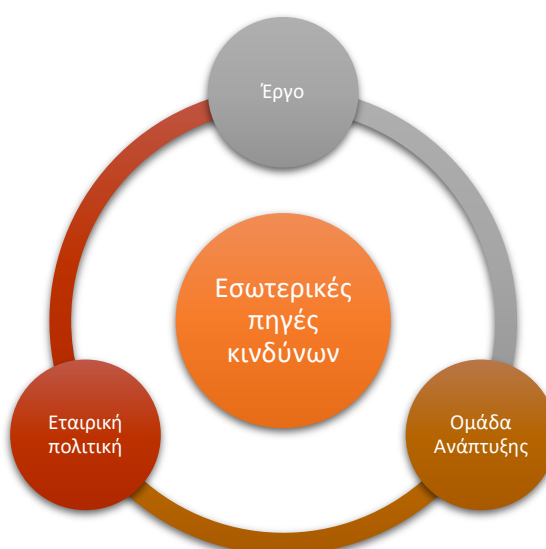 Έργο
Εσωτερικές
πηγές
κινδύνων
Εταιρική
πολιτική
Ομάδα
Ανάπτυξης